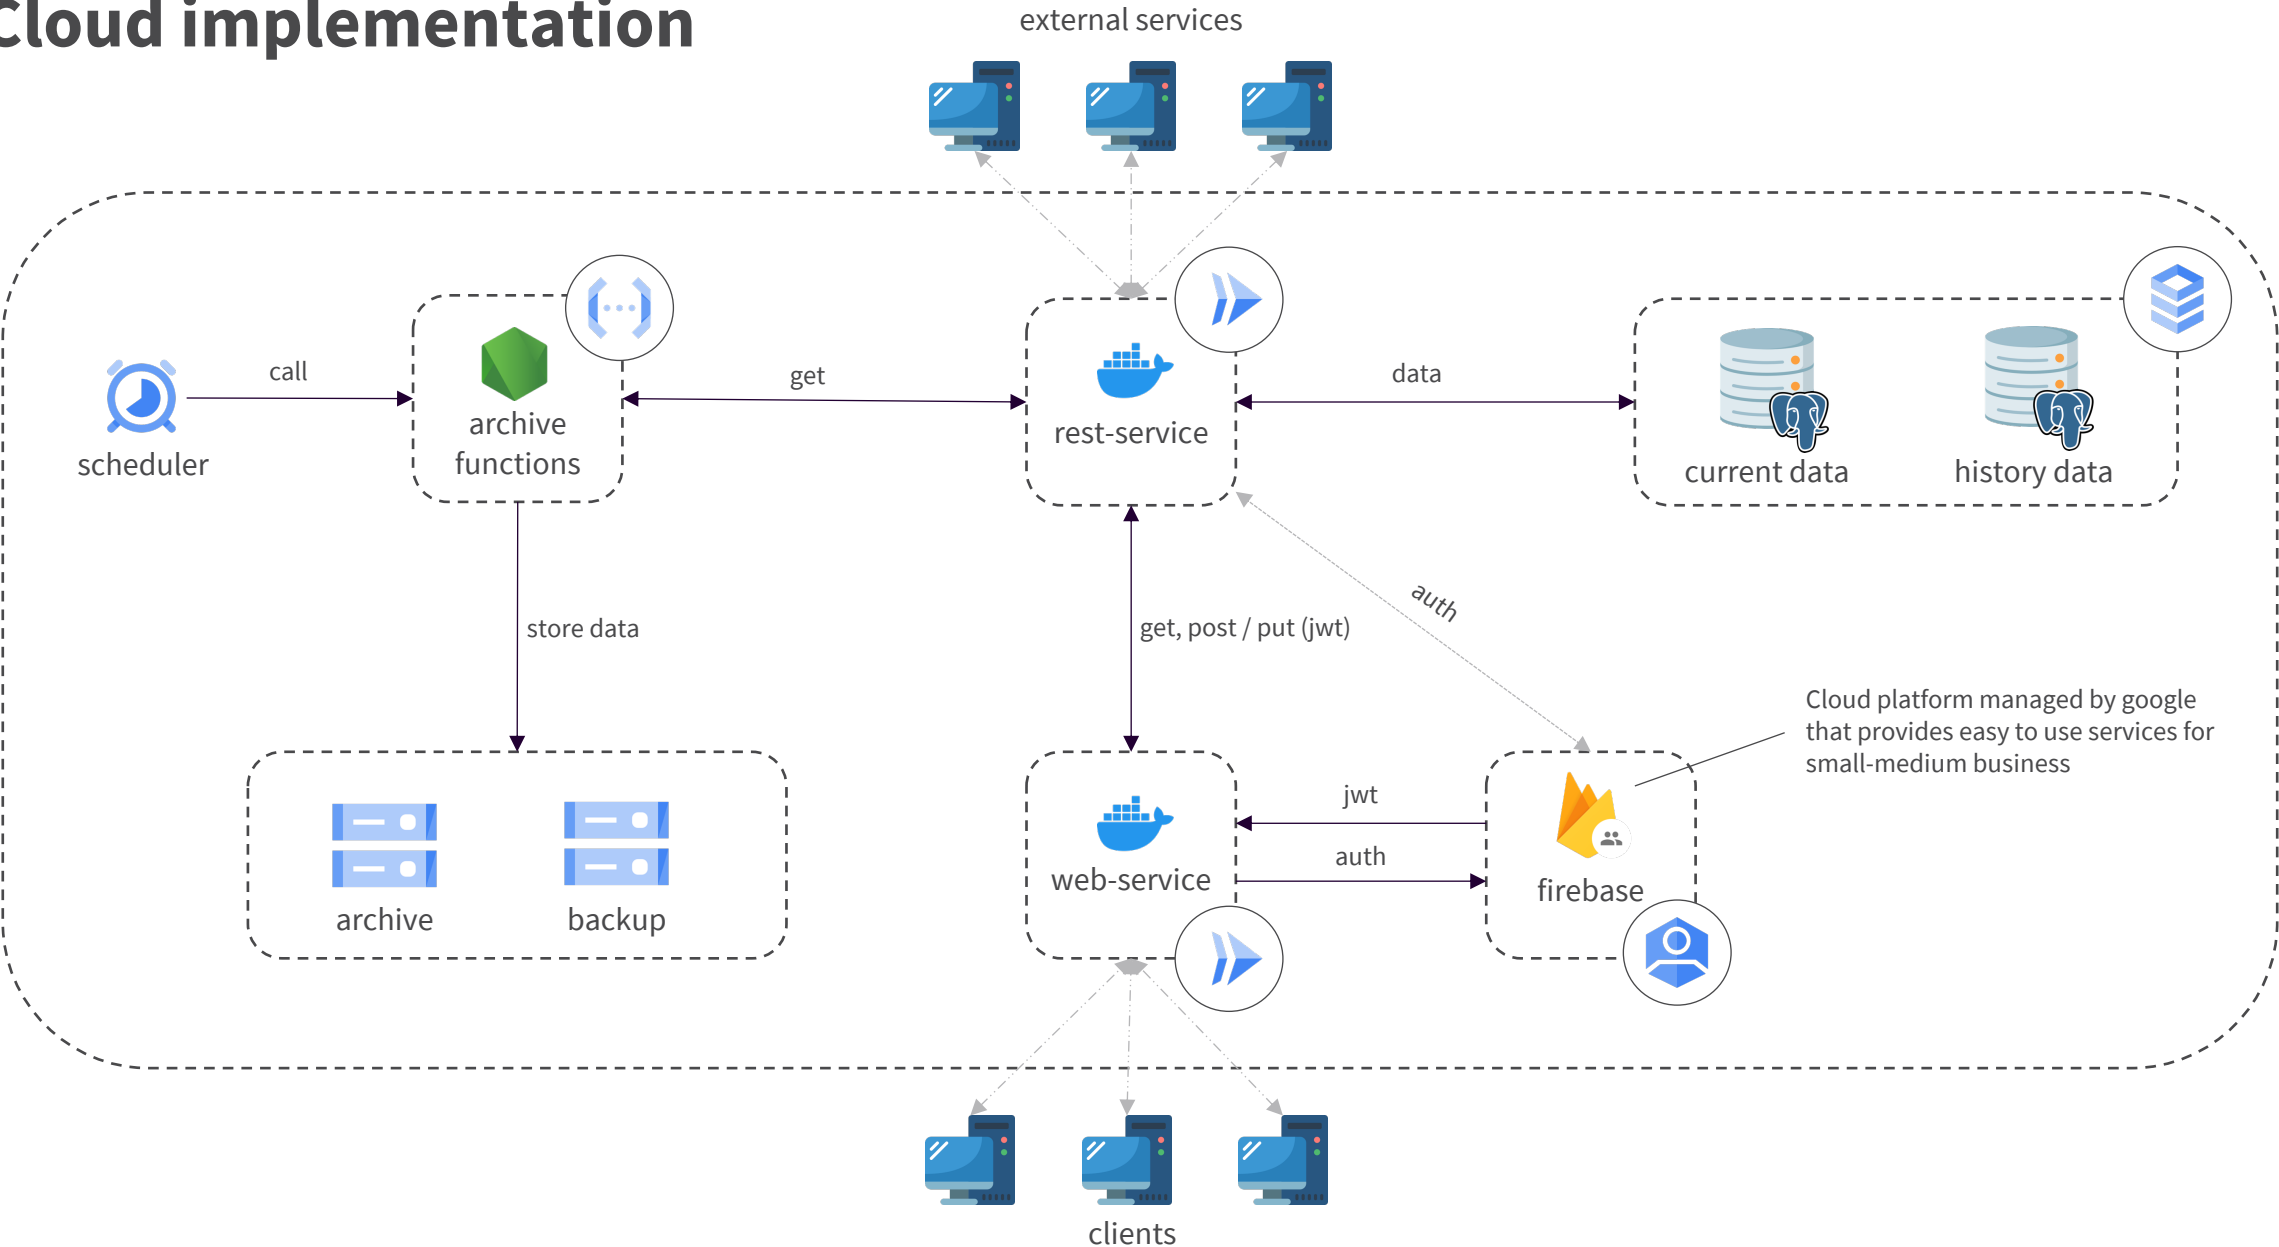 Cloud implementation
external services
call
archive
functions
get
rest-service
data
scheduler
current data
history data
store data
get, post / put (jwt)
auth
Cloud platform managed by google
that provides easy to use services for
small-medium business
jwt
auth
web-service
firebase
archive
backup
clients